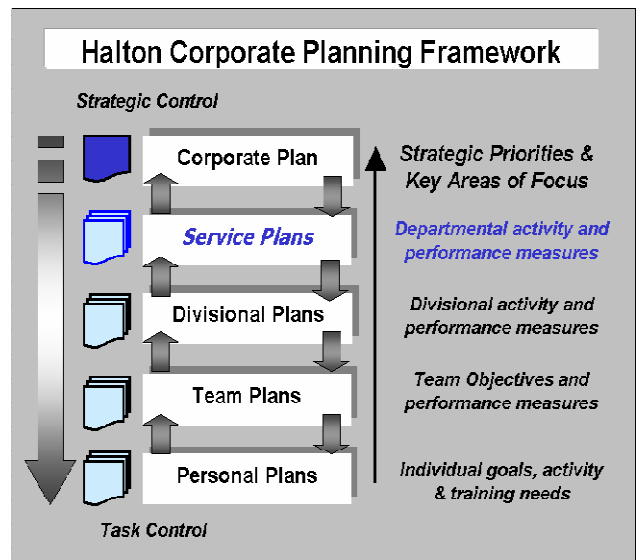 Halton Corporate Planning Framework
Strategic Control
Corporate Plan
Strategic Priorities &
Key Areas of Focus
Service Plans
Departmental activity and
performance measures
Divisional Plans
Divisional activity and
performance measures
Team Plans
Team Objectives and
performance measures
Personal Plans
Individual goals, activity
& training needs
Task Control